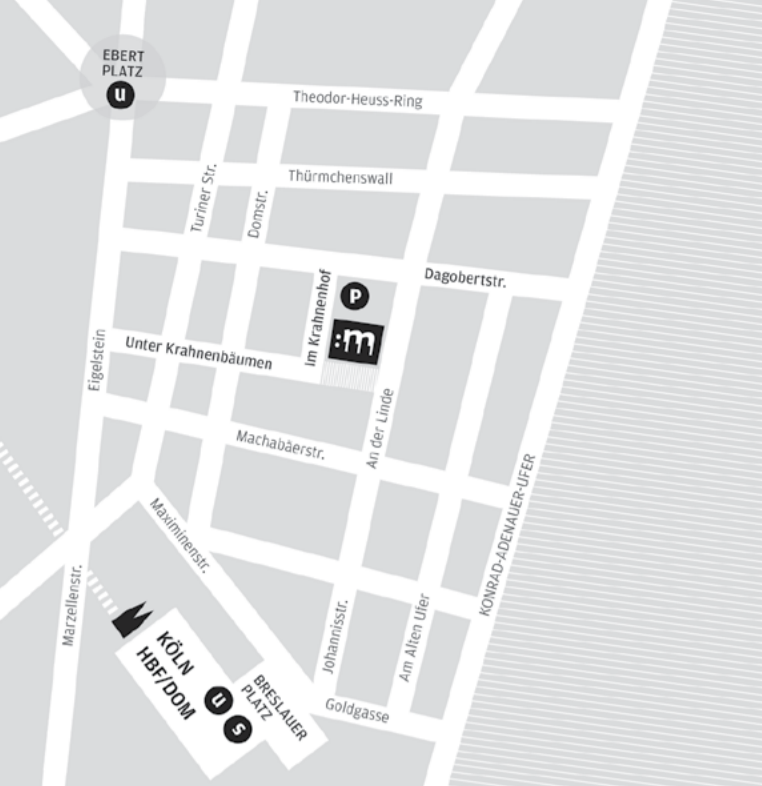 EBERT
PLATZ
u
Theodor-Heuss-Ring
Thürmchenswall
Turiner Str.
Domstr.
Dagobertstr.
Im Krahnenhof
P
:m
Unter Krahnenbäumen
Eigelstein
An der Linde
Machabäerstr.
KONRAD-ADENAUER-UFER
Maximinenstr.
Marzellenstr.
Johannisstr.
Am Alten Ufer
KÖLN
HBF/DOM
u
s
BRESLAUER
PLATZ
Goldgasse